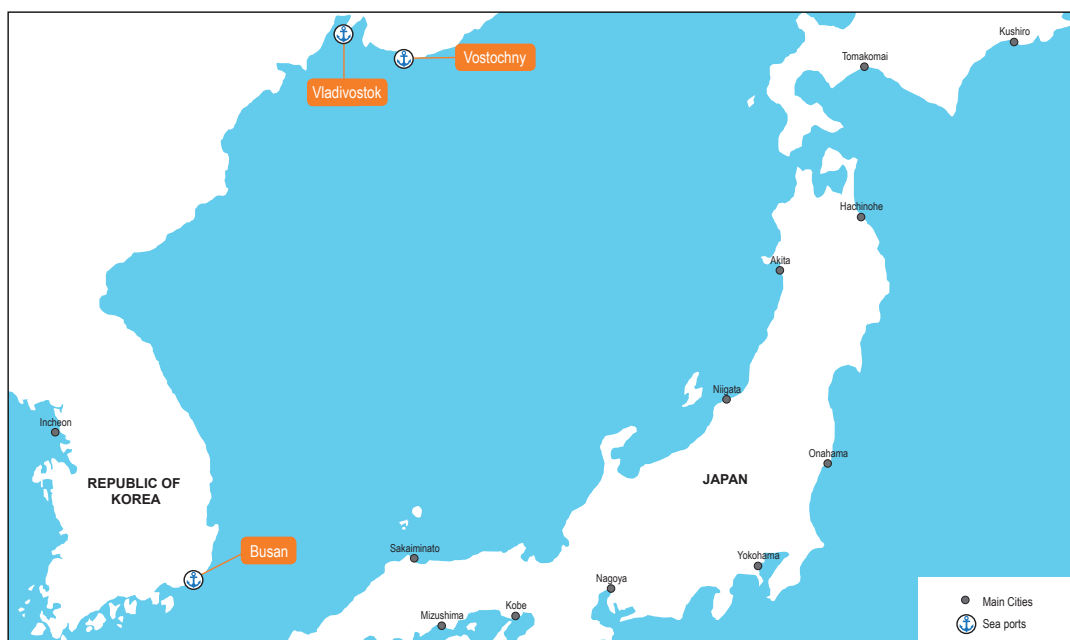 Kushiro
Vostochny
Tomakomai
Vladivostok
Hachinohe
Akita
Niigata
Incheon
Onahama
REPUBLIC OF
KOREA
JAPAN
Busan
Sakaiminato
Yokohama
Nagoya
Main Cities
Kobe
Mizushima
Sea ports